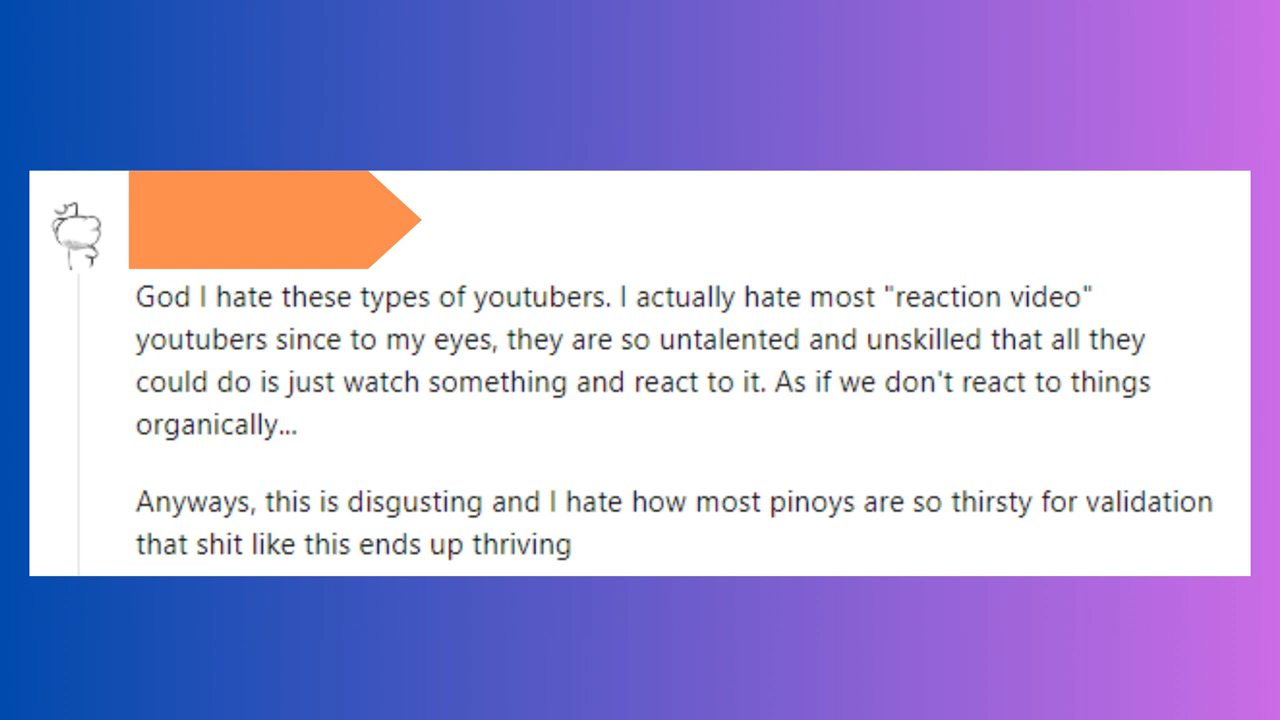 God I hate these types of youtubers. I actually hate most "reaction video"
youtubers since to my eyes, they are so untalented and unskilled that all they
could do is just watch something and react to it. As if we don't react to things
organically...
Anyways, this is disgusting and I hate how most pinoys are so thirsty for validation
that shit like this ends up thriving